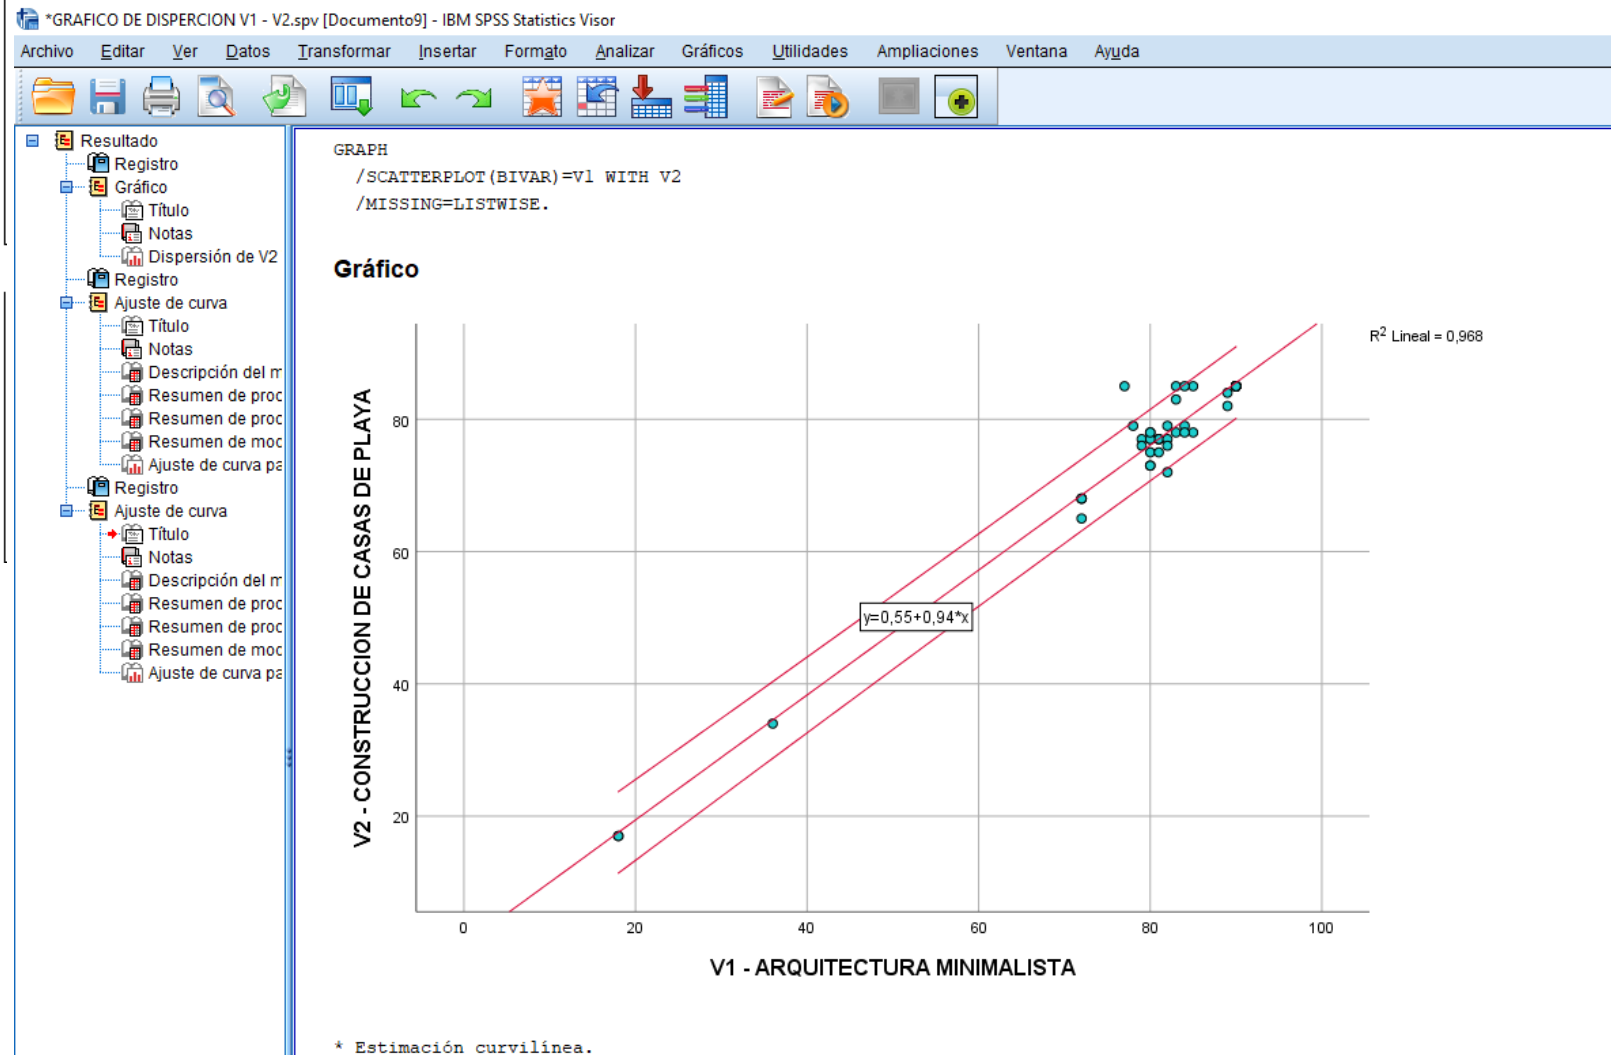 *GRAFICO DE DISPERCION V1 - V2.spv [Documento9] - IBM SPSS Statistics Visor
Archivo Editar Ver Datos Transformar Insertar Formato Analizar Gráficos Utilidades Ampliaciones Ventana Ayuda
Resultado
Registro
Gráfico
Título
Notas
Dispersión de V2
Registro
Ajuste de curva
Título
Notas
Descripción del m
Resumen de proc
Resumen de proc
Resumen de moc
Ajuste de curva pa
Registro
Ajuste de curva
Título
Notas
Descripción del m
Resumen de proc
Resumen de proc
Resumen de moc
Ajuste de curva pa
GRAPH
/SCATTERPLOT(BIVAR)=V1 WITH V2
/MISSING=LISTWISE.
Gráfico
R² Lineal = 0,968
V2 - CONSTRUCCION DE CASAS DE PLAYA
80
60
40
20
y=0,55+0,94*x
0 20 40 60 80 100
V1 - ARQUITECTURA MINIMALISTA
* Estimación curvilínea.